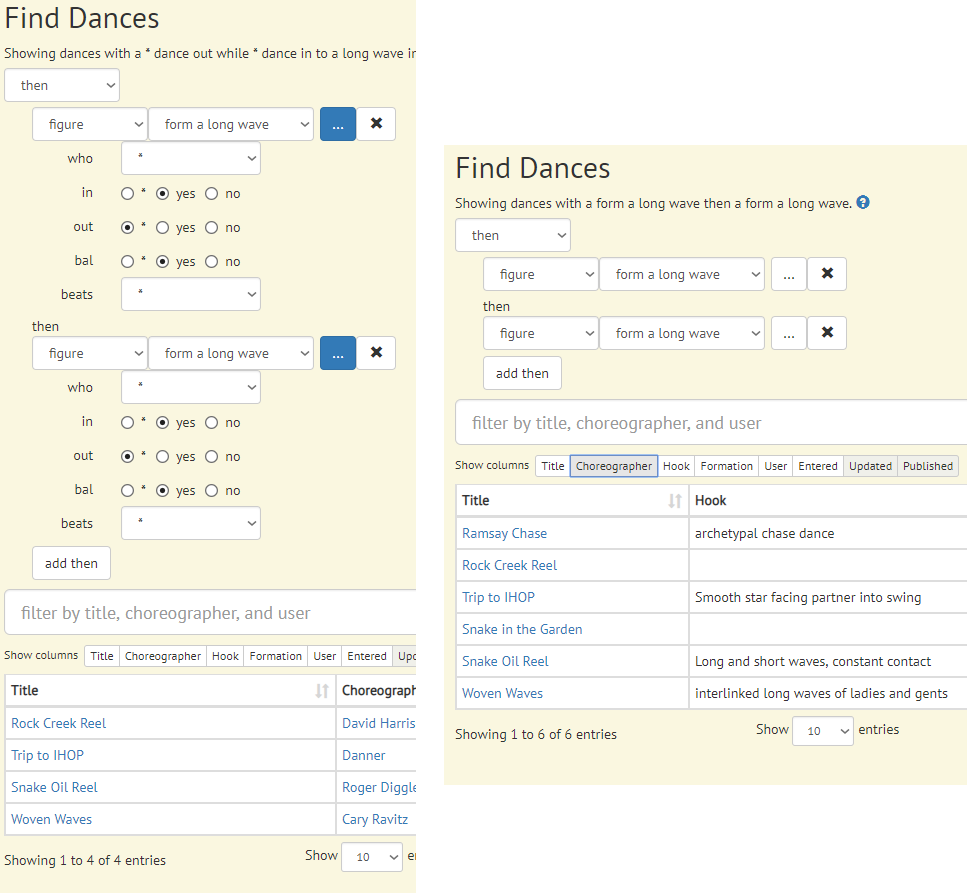 Find Dances
Showing dances with a * dance out while * dance in to a long wave in
then
figure form a long wave ... ✖
who *
in * yes no
out * yes no
bal * yes no
beats *
then
figure form a long wave ... ✖
who *
in * yes no
out * yes no
bal * yes no
beats *
add then
filter by title, choreographer, and user
Show columns Title Choreographer Hook Formation User Entered Upd
Title Choreograph
Rock Creek Reel David Harris
Trip to IHOP Danner
Snake Oil Reel Roger Diggle
Woven Waves Cary Ravitz
Showing 1 to 4 of 4 entries
Show 10 e
Find Dances
Showing dances with a form a long wave then a form a long wave. ?
then
figure form a long wave ... ✖
then
figure form a long wave ... ✖
add then
filter by title, choreographer, and user
Show columns Title Choreographer Hook Formation User Entered Updated Published
Title Hook
Ramsay Chase archetypal chase dance
Rock Creek Reel
Trip to IHOP Smooth star facing partner into swing
Snake in the Garden
Snake Oil Reel Long and short waves, constant contact
Woven Waves interlinked long waves of ladies and gents
Showing 1 to 6 of 6 entries
Show 10 entries